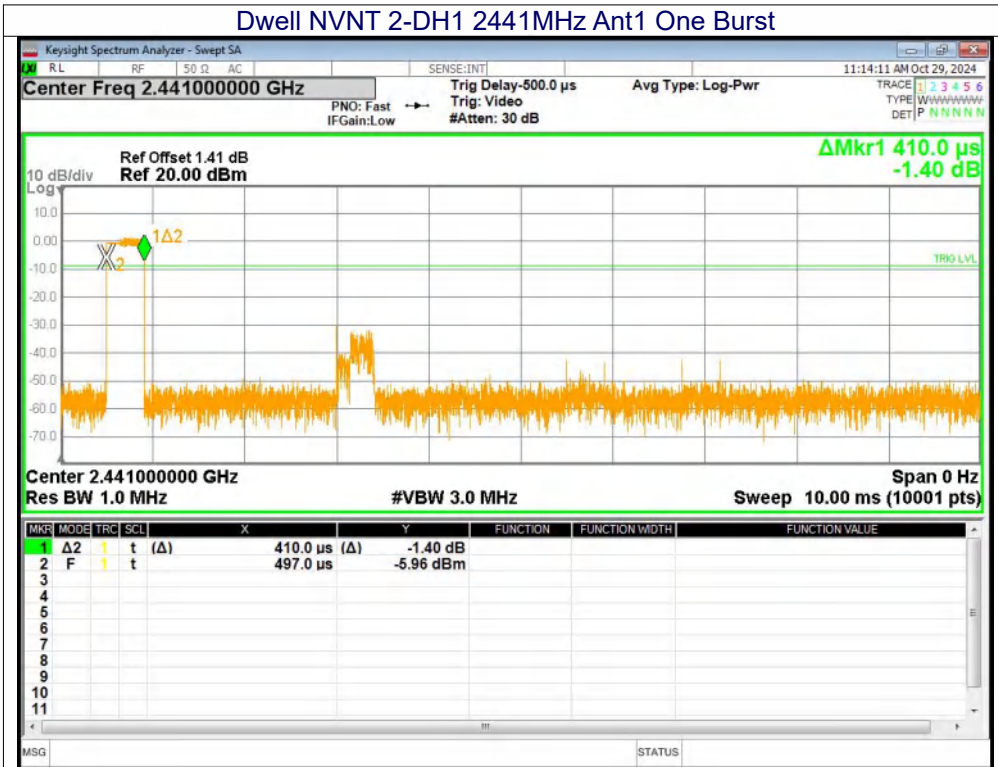 Dwell NVNT 2-DH1 2441MHz Ant1 One Burst
Keysight Spectrum Analyzer - Swept SA
LXI RL RF 50 Ω AC SENSE:INT 11:14:11 AM Oct 29, 2024
Center Freq 2.441000000 GHz Trig Delay-500.0 µs Avg Type: Log-Pwr TRACE 1 2 3 4 5 6
PNO: Fast Trig: Video TYPE WWWWWWW
IFGain:Low #Atten: 30 dB DET P N N N N N
ΔMkr1 410.0 µs
-1.40 dB
Ref Offset 1.41 dB
10 dB/div Ref 20.00 dBm
Log
10.0
0.00 1Δ2
X2
-10.0 TRIG LVL
-20.0
-30.0
-40.0
-50.0
-60.0
-70.0
Center 2.441000000 GHz Span 0 Hz
Res BW 1.0 MHz #VBW 3.0 MHz Sweep 10.00 ms (10001 pts)
MKR MODE TRC SCL X Y FUNCTION FUNCTION WIDTH FUNCTION VALUE
1 Δ2 1 t (Δ) 410.0 µs (Δ) -1.40 dB
2 F 1 t 497.0 µs -5.96 dBm
3
4
5
6
7
8
9
10
11
MSG STATUS